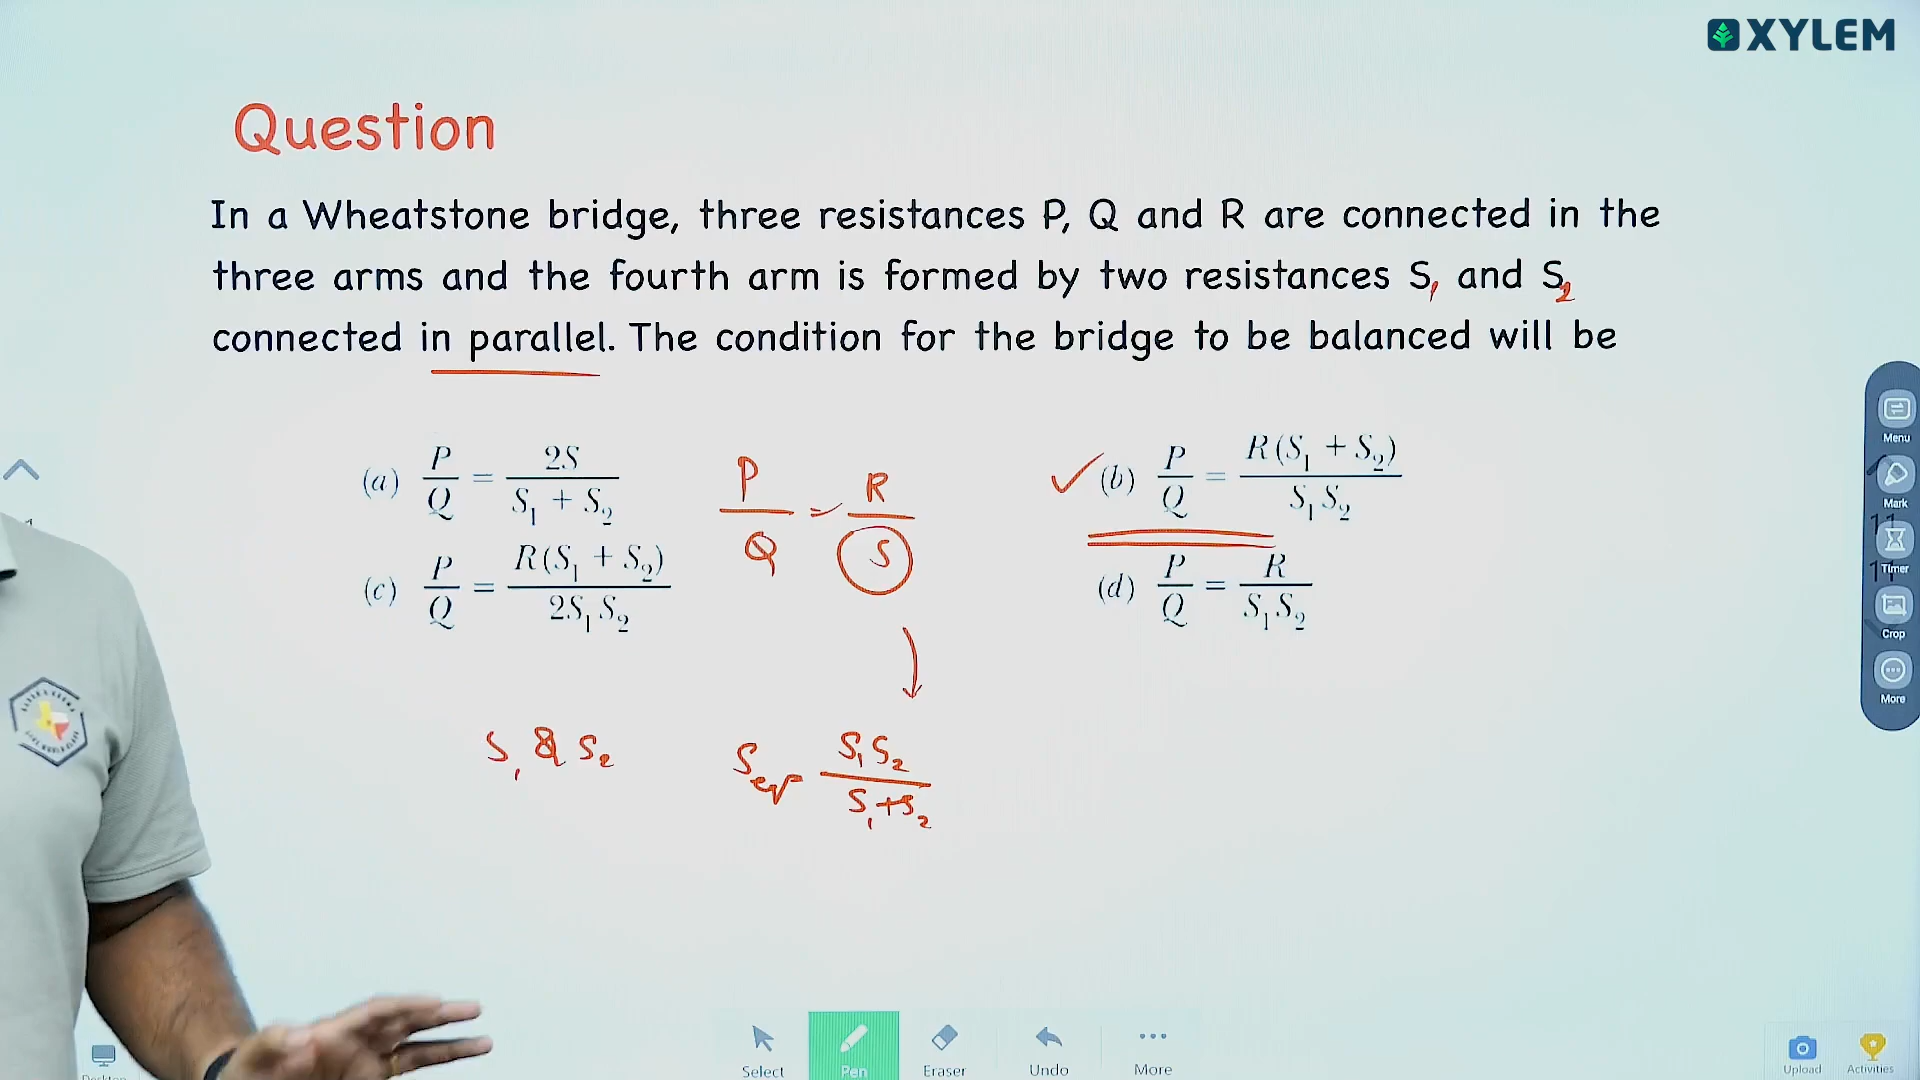 XYLEM
Question
In a Wheatstone bridge, three resistances P, Q and R are connected in the
three arms and the fourth arm is formed by two resistances S₁ and S₂
connected in parallel. The condition for the bridge to be balanced will be
(a) P/Q = 2S/(S₁ + S₂)
P/Q = R/S
(b) P/Q = R(S₁ + S₂)/S₁S₂
(c) P/Q = R(S₁ + S₂)/2S₁S₂
(d) P/Q = R/S₁S₂
S₁ & S₂
Seq S₁S₂/S₁+S₂
Menu
Mark
11
Timer
11
Crop
More
Select
Pen
Eraser
Undo
More
Upload
Activities